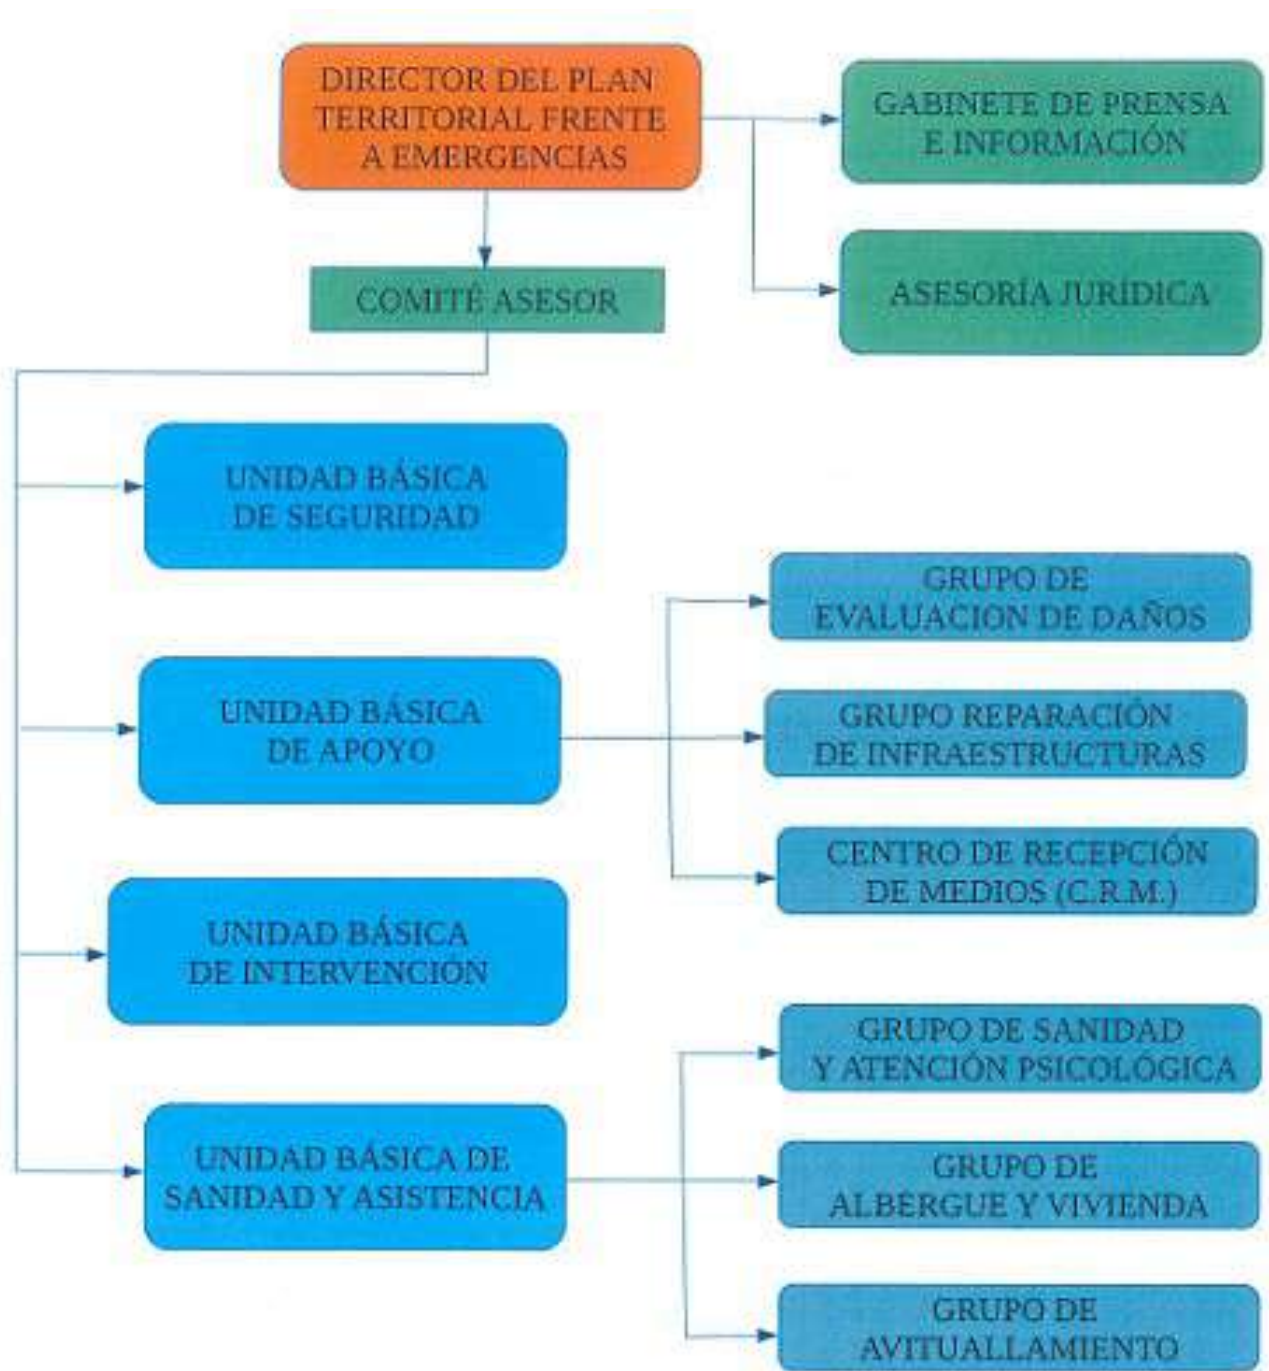 DIRECTOR DEL PLAN
TERRITORIAL FRENTE
A EMERGENCIAS
GABINETE DE PRENSA
E INFORMACIÓN
ASESORÍA JURÍDICA
COMITÉ ASESOR
UNIDAD BÁSICA
DE SEGURIDAD
UNIDAD BÁSICA
DE APOYO
GRUPO DE
EVALUACION DE DAÑOS
GRUPO REPARACIÓN
DE INFRAESTRUCTURAS
CENTRO DE RECEPCIÓN
DE MEDIOS (C.R.M.)
UNIDAD BÁSICA
DE INTERVENCIÓN
UNIDAD BÁSICA DE
SANIDAD Y ASISTENCIA
GRUPO DE SANIDAD
Y ATENCIÓN PSICOLÓGICA
GRUPO DE
ALBERGUE Y VIVIENDA
GRUPO DE
AVITUALLAMIENTO